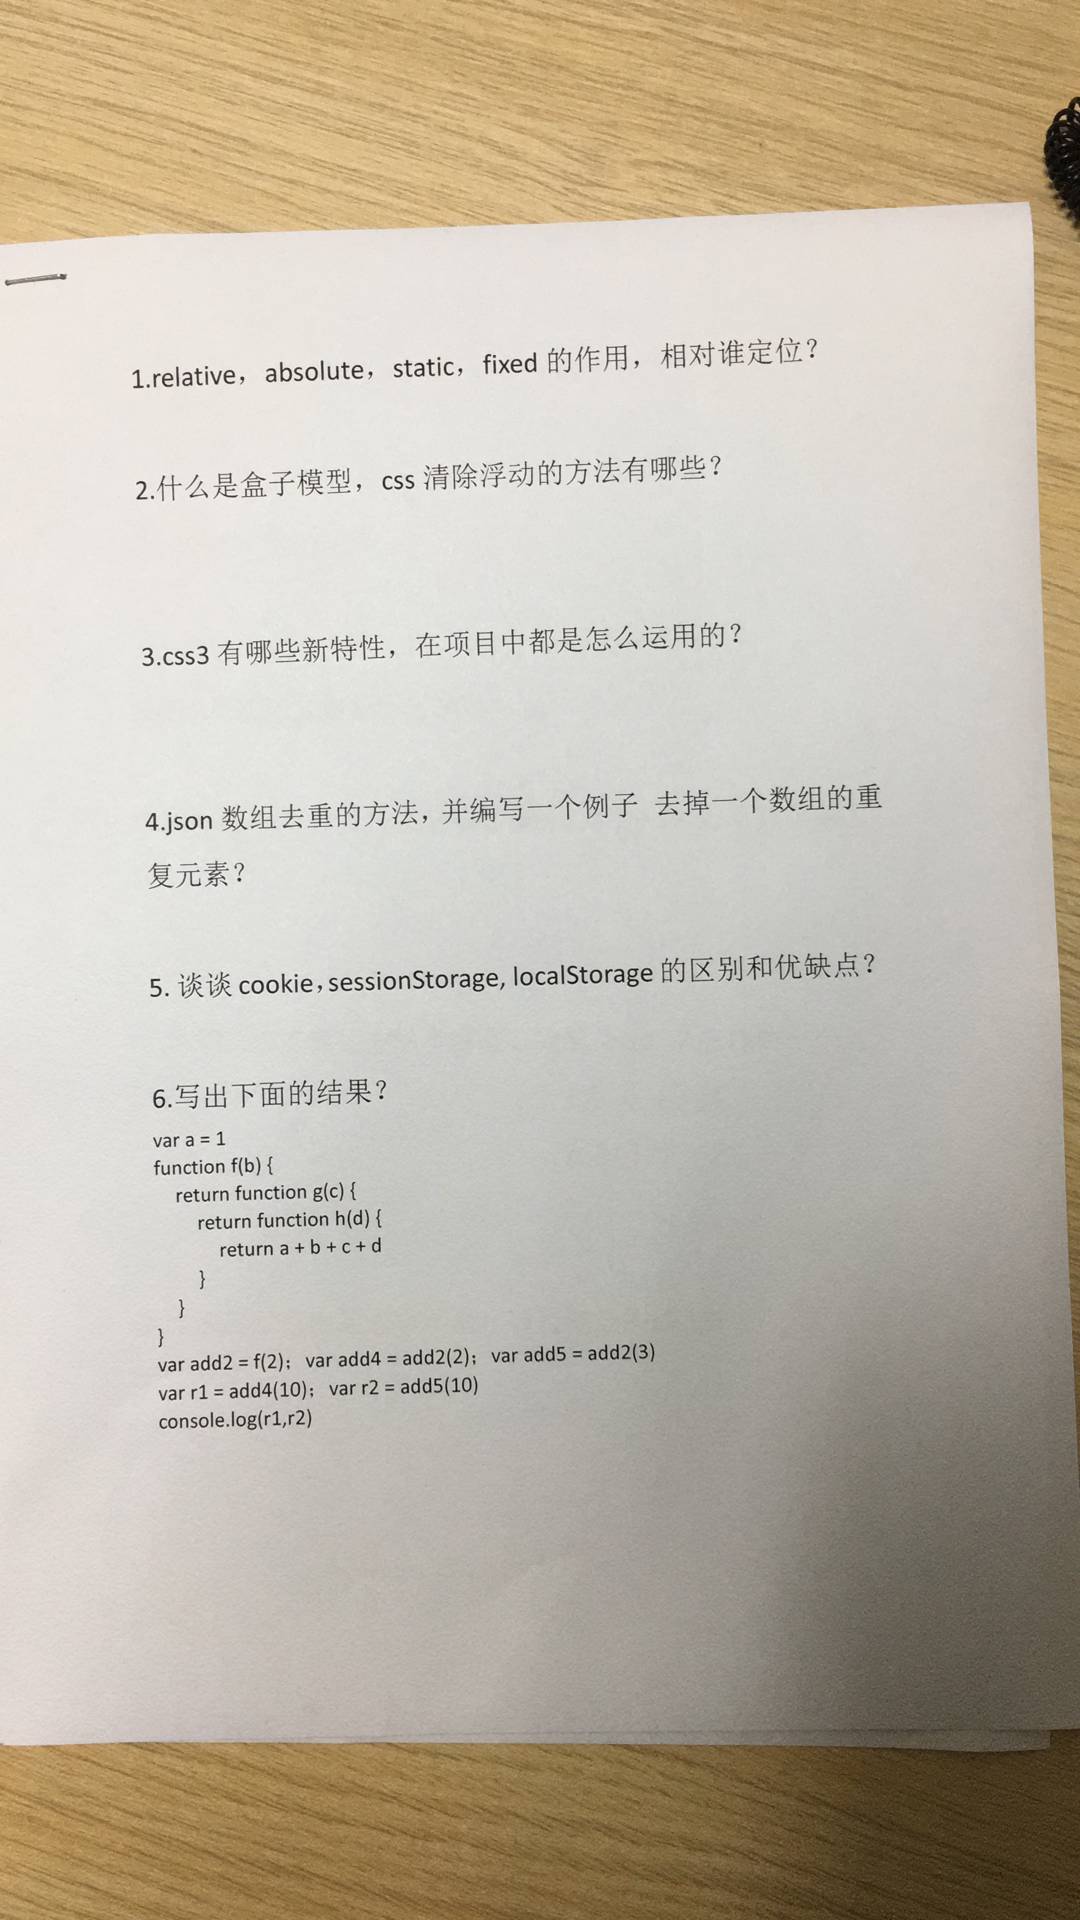 1.relative，absolute，static，fixed 的作用，相对谁定位？
2.什么是盒子模型，css 清除浮动的方法有哪些？
3.css3 有哪些新特性，在项目中都是怎么运用的？
4.json 数组去重的方法，并编写一个例子 去掉一个数组的重
复元素？
5. 谈谈 cookie，sessionStorage, localStorage 的区别和优缺点？
6.写出下面的结果？
var a = 1
function f(b) {
return function g(c) {
return function h(d) {
return a + b + c + d
}
}
}
var add2 = f(2)；var add4 = add2(2)；var add5 = add2(3)
var r1 = add4(10)；var r2 = add5(10)
console.log(r1,r2)